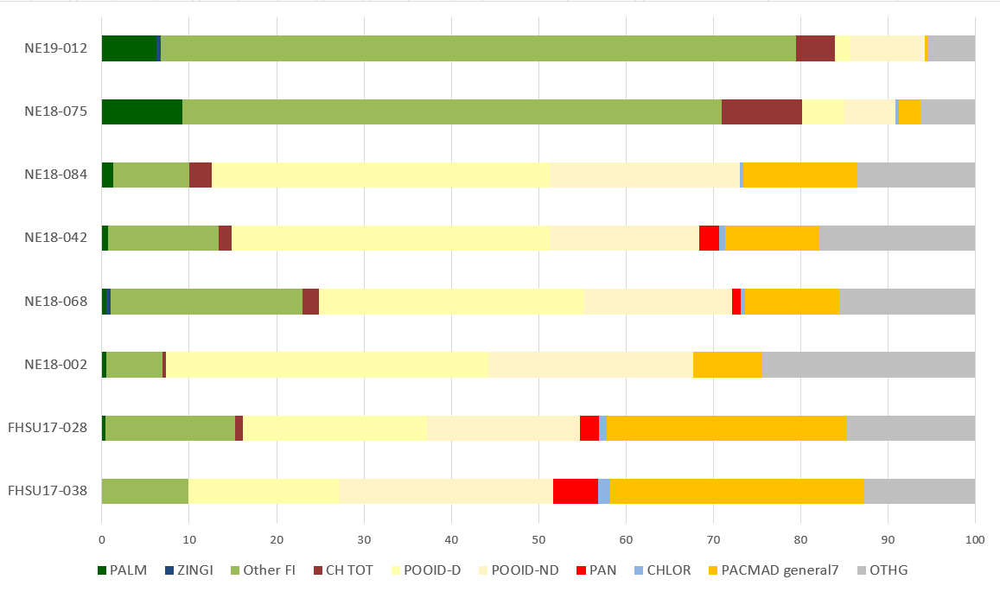 NE19-012
NE18-075
NE18-084
NE18-042
NE18-068
NE18-002
FHSU17-028
FHSU17-038
0 10 20 30 40 50 60 70 80 90 100
PALM ZINGI Other FI CH TOT POOID-D POOID-ND PAN CHLOR PACMAD general7 OTHG